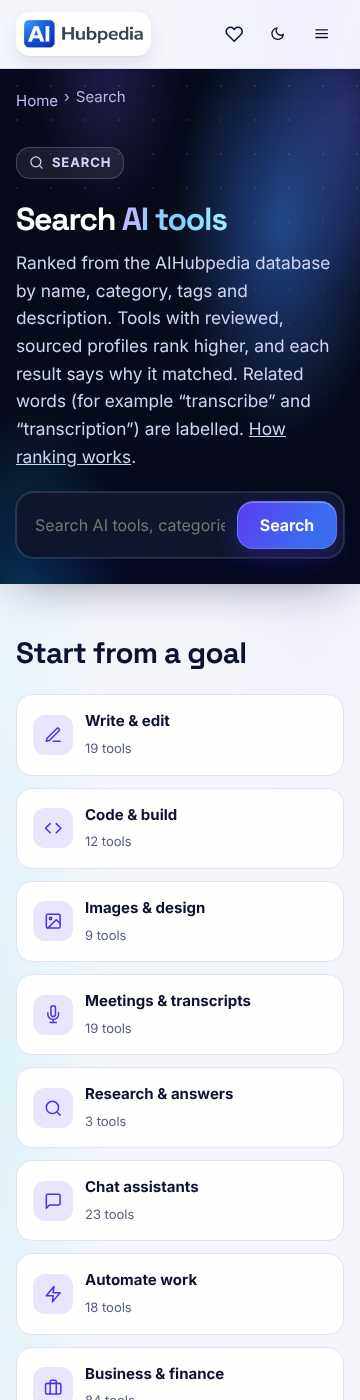 AI Hubpedia
Home › Search
SEARCH
Search AI tools
Ranked from the AIHubpedia database
by name, category, tags and
description. Tools with reviewed,
sourced profiles rank higher, and each
result says why it matched. Related
words (for example “transcribe” and
“transcription”) are labelled. How
ranking works.
Search AI tools, categorie
Search
Start from a goal
Write & edit
19 tools
Code & build
12 tools
Images & design
9 tools
Meetings & transcripts
19 tools
Research & answers
3 tools
Chat assistants
23 tools
Automate work
18 tools
Business & finance
84 tools